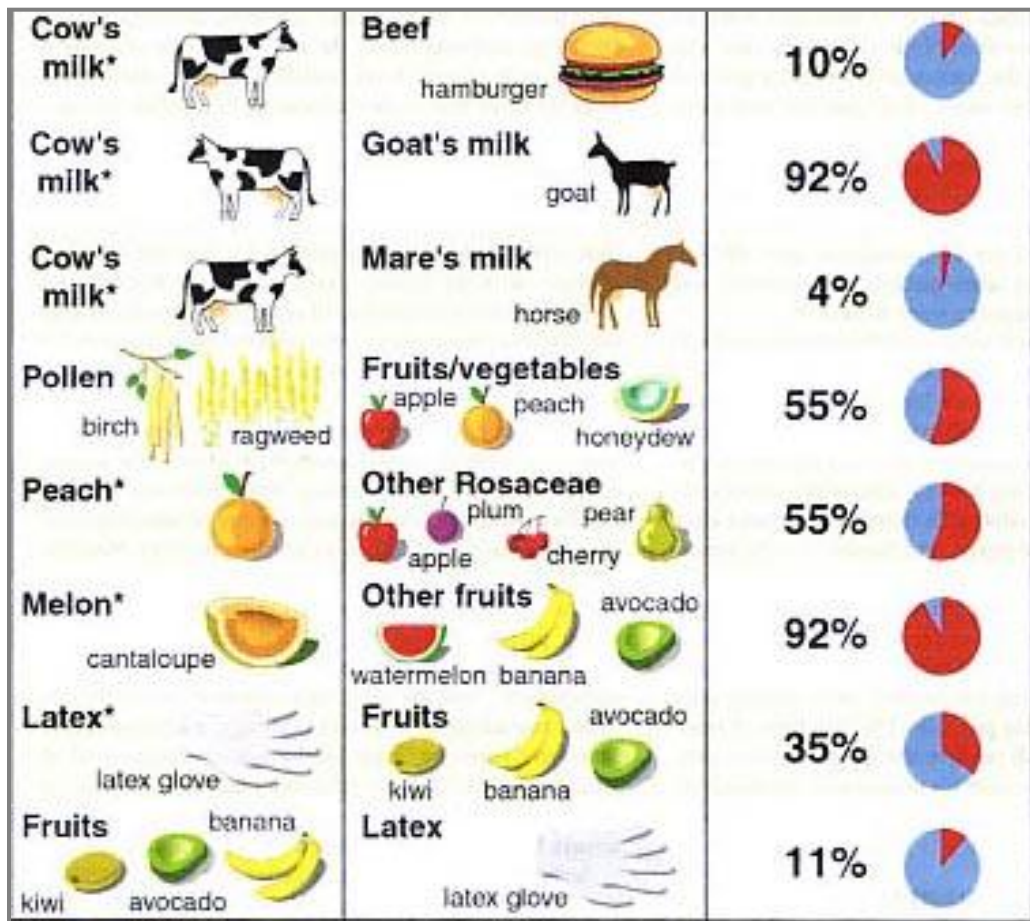 Cow's
milk*
Beef
hamburger
10%
Cow's
milk*
Goat's milk
goat
92%
Cow's
milk*
Mare's milk
horse
4%
Pollen
birch
ragweed
Fruits/vegetables
apple
peach
honeydew
55%
Peach*
Other Rosaceae
plum
pear
apple
cherry
55%
Melon*
cantaloupe
Other fruits
avocado
watermelon banana
92%
Latex*
latex glove
Fruits
avocado
kiwi
banana
35%
Fruits
banana
kiwi
avocado
Latex
latex glove
11%